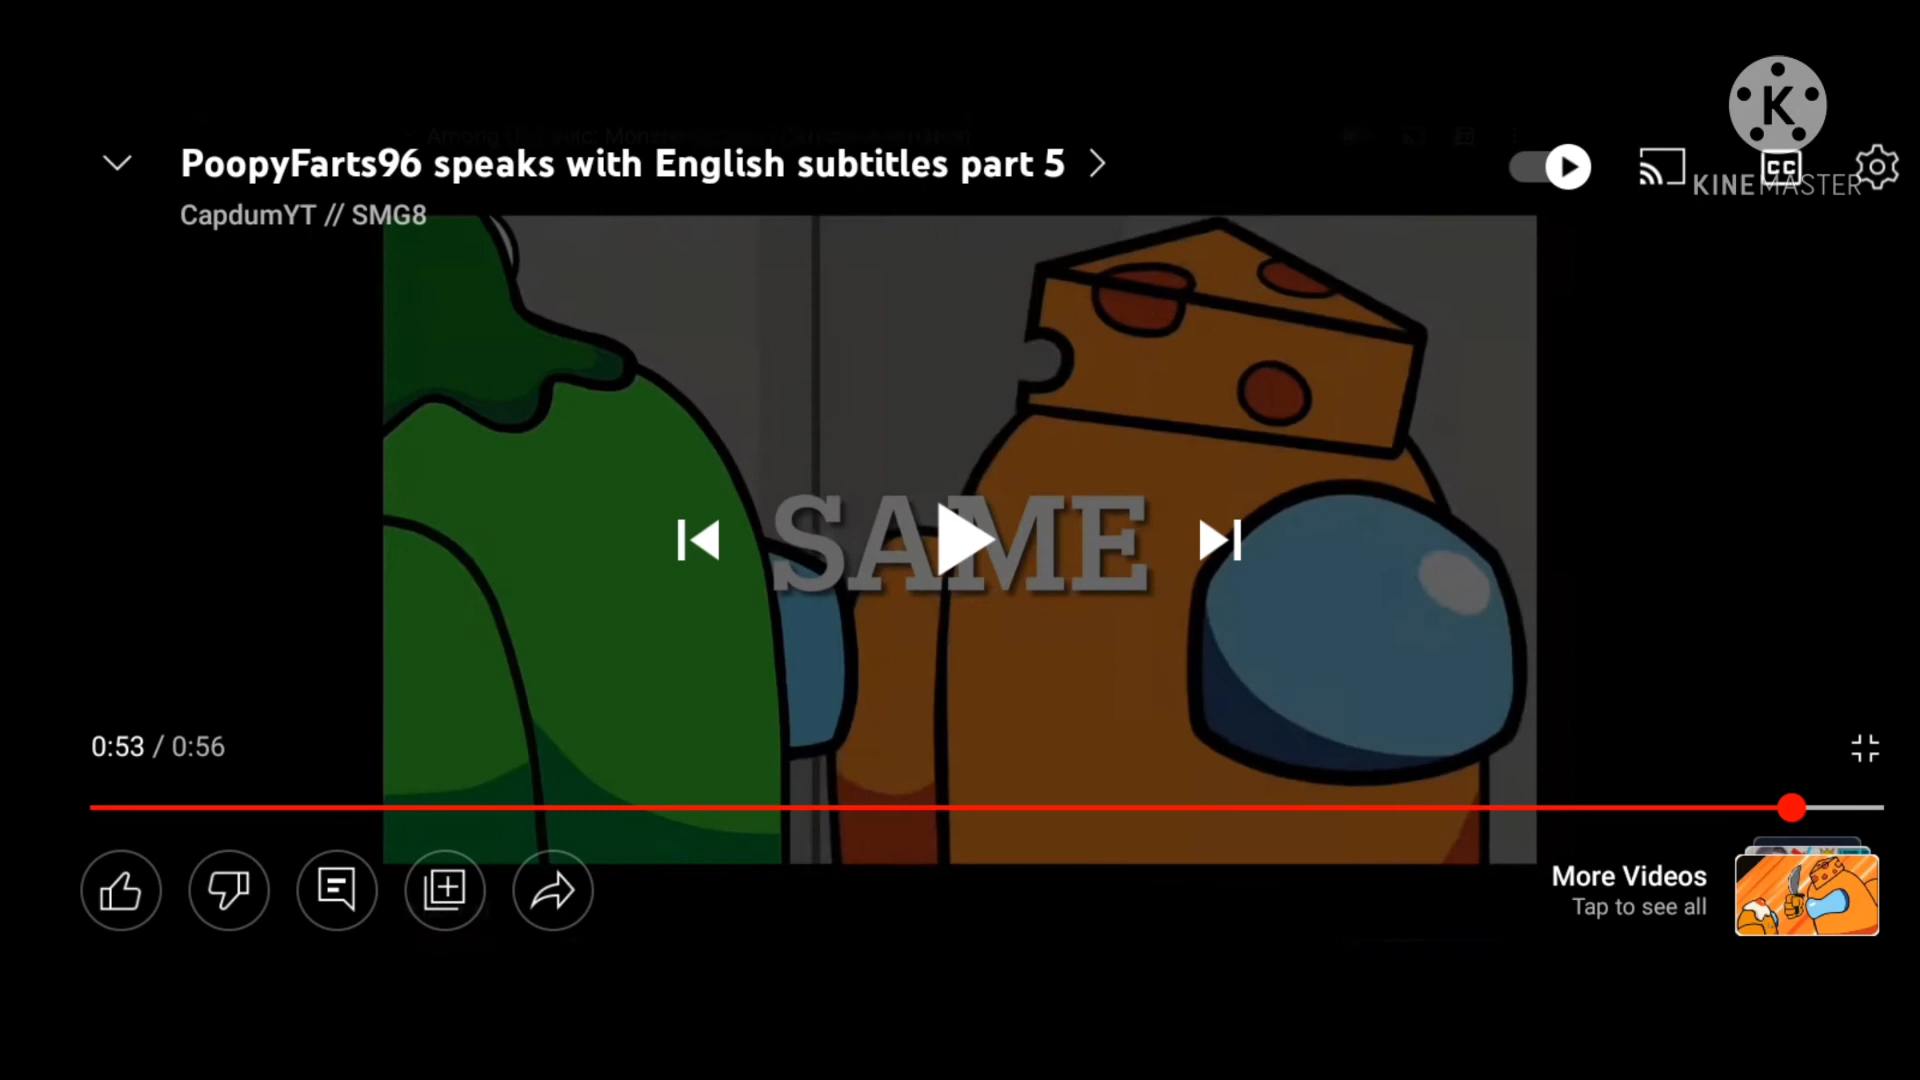 PoopyFarts96 speaks with English subtitles part 5
CapdumYT // SMG8
K
CC
KINEMASTER
SAME
0:53 / 0:56
More Videos
Tap to see all